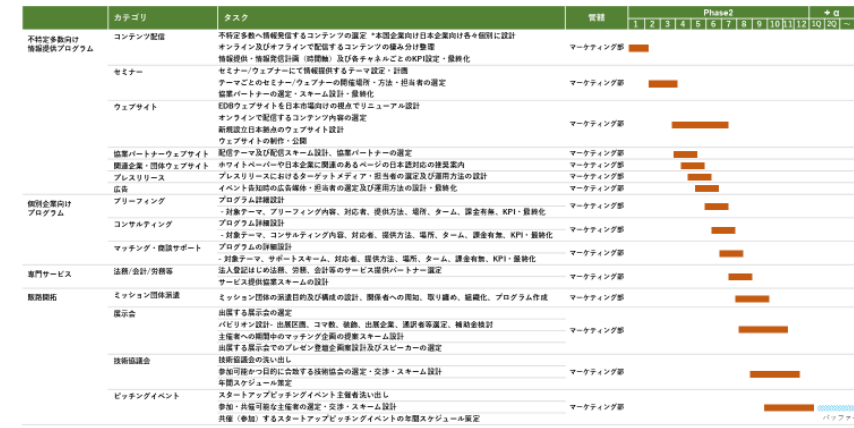 カテゴリ タスク 管轄 Phase2 +α
1 2 3 4 5 6 7 8 9 10 11 12 1Q 2Q ～
不特定多数向け
情報提供プログラム
コンテンツ配信
不特定多数へ情報発信するコンテンツの選定 *本国企業向け日本企業向け各々個別に設計
オンライン及びオフラインで配信するコンテンツの棲み分け整理
情報提供・情報発信計画（時間軸）及び各チャネルごとのKPI設定・最終化
マーケティング部
セミナー
セミナー/ウェブナーにて情報提供するテーマ設定・計画
テーマごとのセミナー/ウェブナーの開催場所・方法・担当者の選定
協業パートナーの選定・スキーム設計・最終化
マーケティング部
ウェブサイト
EDBウェブサイトを日本市場向けの視点でリニューアル設計
オンラインで配信するコンテンツ内容の選定
新規設立日本拠点のウェブサイト設計
ウェブサイトの制作・公開
マーケティング部
協業パートナーウェブサイト 配信テーマ及び配信スキーム設計、協業パートナーの選定 マーケティング部
関連企業・団体ウェブサイト ホワイトペーパーや日本企業に関連のあるページの日本語対応の提案案内 マーケティング部
プレスリリース プレスリリースにおけるターゲットメディア・担当者の選定及び運用方法の設計 マーケティング部
広告 イベント告知時の広告媒体・担当者の選定及び運用方法の設計・最終化 マーケティング部
個別企業向け
プログラム
ブリーフィング
プログラム詳細設計
- 対象テーマ、ブリーフィング内容、対応者、提供方法、場所、ターム、課金有無、KPI・最終化
マーケティング部
コンサルティング
プログラム詳細設計
- 対象テーマ、コンサルティング内容、対応者、提供方法、場所、ターム、課金有無、KPI・最終化
マーケティング部
マッチング・商談サポート
プログラムの詳細設計
- 対象テーマ、サポートスキーム、対応者、提供方法、場所、ターム、課金有無、KPI・最終化
マーケティング部
専門サービス
法務/会計/労務等
法人登記はじめ法務、労務、会計等のサービス提供パートナー選定
サービス提供協業スキームの設計
マーケティング部
販路開拓
ミッション団体派遣
ミッション団体の派遣目的及び構成の設計、関係者への周知、取り纏め、組織化、プログラム作成
マーケティング部
展示会
出展する展示会の選定
パビリオン設計- 出展区画、コマ数、装飾、出展企業、通訳者等選定、補助金検討
主催者への期間中のマッチング企画の提案スキーム設計
出展する展示会でのプレゼン登壇企画案設計及びスピーカーの選定
マーケティング部
技術協議会
技術協議会の洗い出し
参加可能かつ目的に合致する技術協会の選定・交渉・スキーム設計
年間スケジュール策定
マーケティング部
ピッチングイベント
スタートアップピッチングイベント主催者洗い出し
参加・共催可能な主催者の選定・交渉・スキーム設計
共催（参加）するスタートアップピッチングイベントの年間スケジュール策定
マーケティング部
バッファ